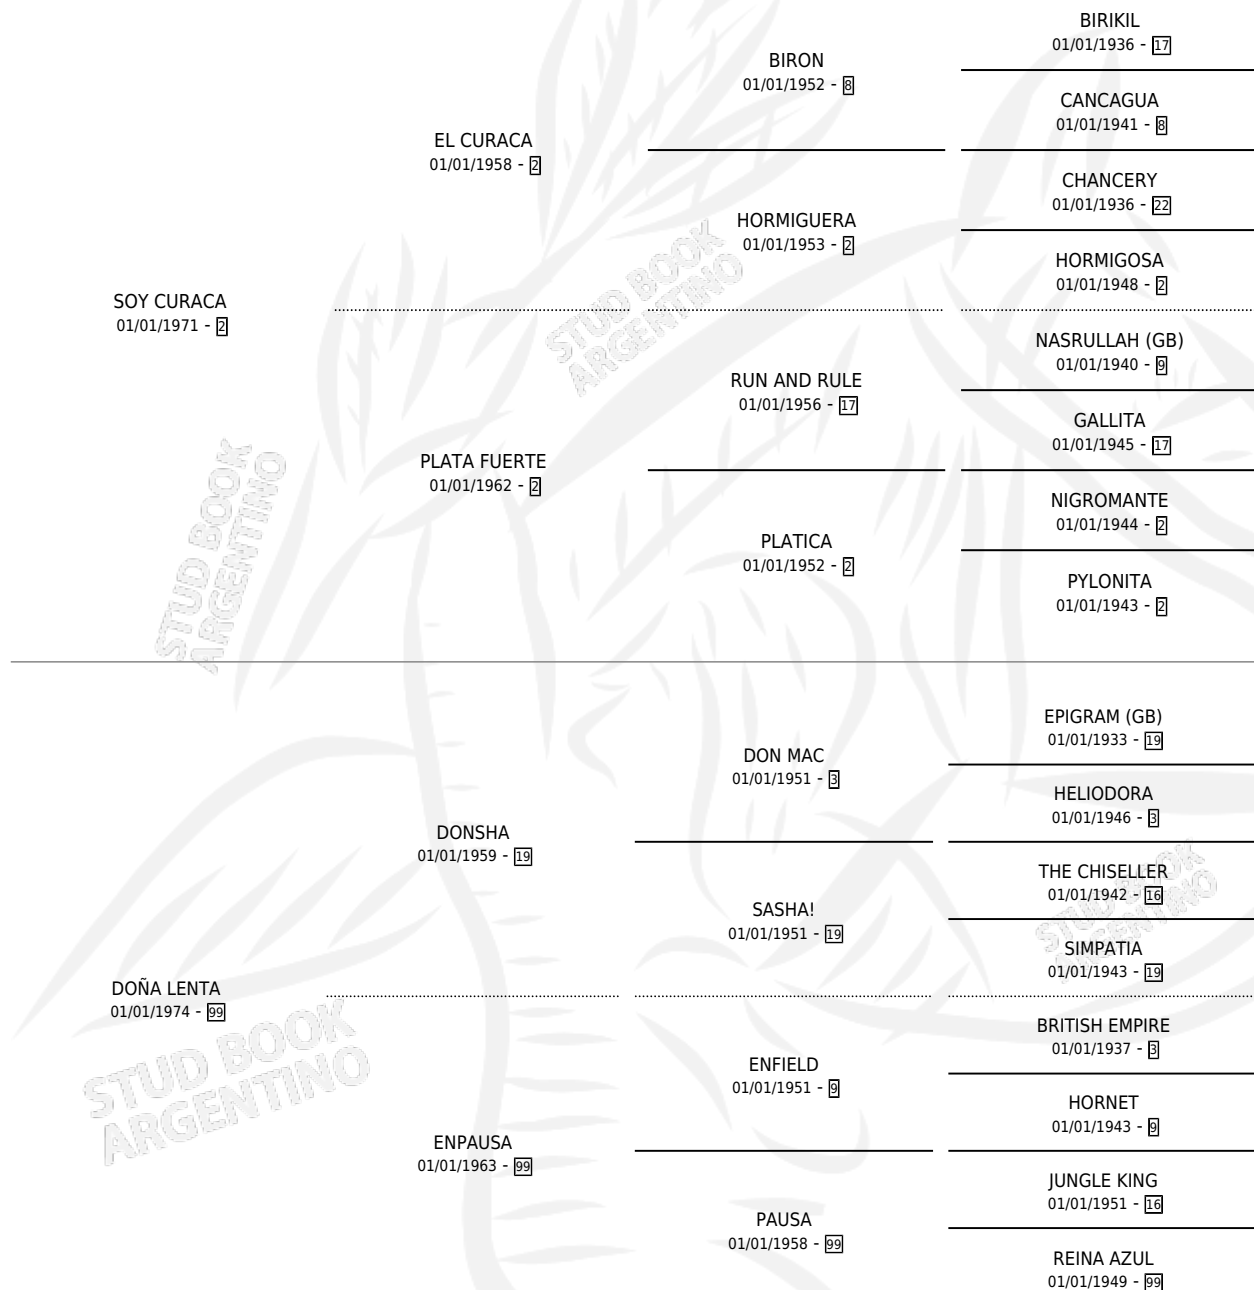 BIRIKIL
01/01/1936 - 17
BIRON
01/01/1952 - 8
CANCAGUA
01/01/1941 - 8
EL CURACA
01/01/1958 - 2
CHANCERY
01/01/1936 - 22
HORMIGUERA
01/01/1953 - 2
HORMIGOSA
01/01/1948 - 2
SOY CURACA
01/01/1971 - 2
NASRULLAH (GB)
01/01/1940 - 9
RUN AND RULE
01/01/1956 - 17
GALLITA
01/01/1945 - 17
PLATA FUERTE
01/01/1962 - 2
NIGROMANTE
01/01/1944 - 2
PLATICA
01/01/1952 - 2
PYLONITA
01/01/1943 - 2
STUD BOOK
ARGENTINO
STUD BOOK
ARGENTINO
EPIGRAM (GB)
01/01/1933 - 19
DON MAC
01/01/1951 - 3
HELIODORA
01/01/1946 - 3
DONSHA
01/01/1959 - 19
THE CHISELLER
01/01/1942 - 16
SASHA!
01/01/1951 - 19
SIMPATIA
01/01/1943 - 19
STUD BOOK
ARGENTINO
DOÑA LENTA
01/01/1974 - 99
BRITISH EMPIRE
01/01/1937 - 3
ENFIELD
01/01/1951 - 9
HORNET
01/01/1943 - 9
ENPAUSA
01/01/1963 - 99
JUNGLE KING
01/01/1951 - 16
PAUSA
01/01/1958 - 99
REINA AZUL
01/01/1949 - 99
STUD BOOK
ARGENTINO